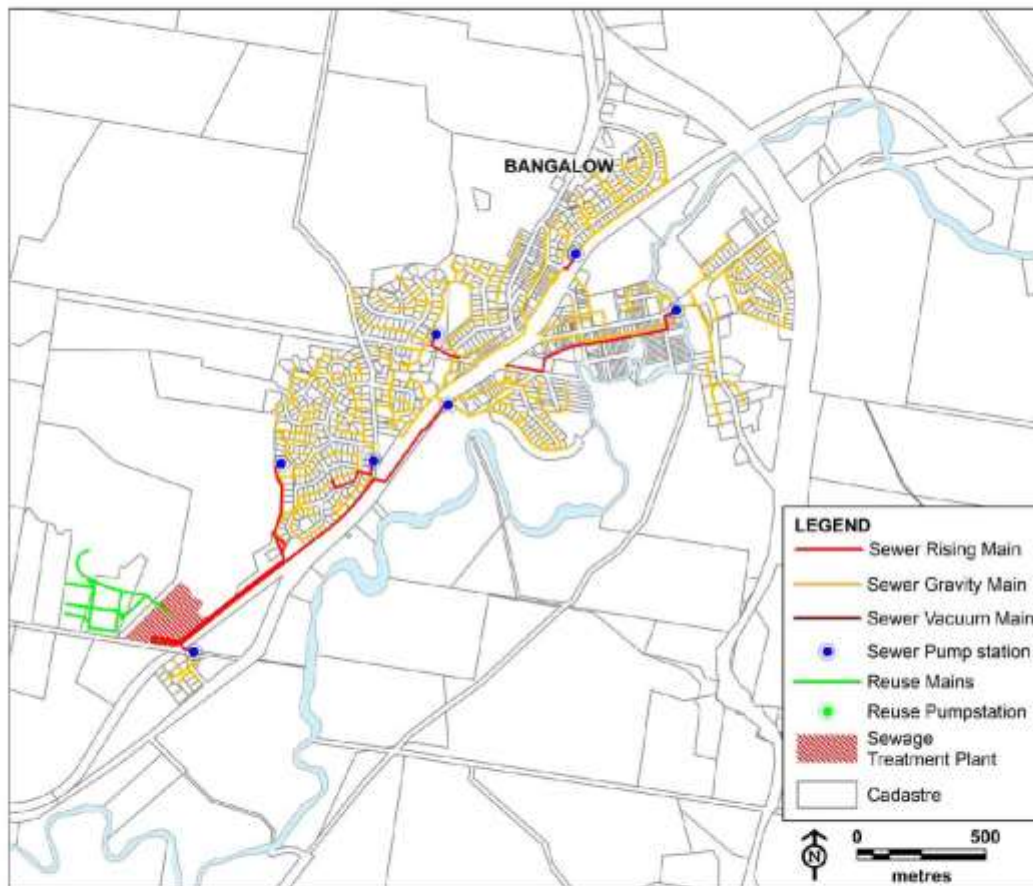 BANGALOW
LEGEND
Sewer Rising Main
Sewer Gravity Main
Sewer Vacuum Main
Sewer Pump station
Reuse Mains
Reuse Pumpstation
Sewage
Treatment Plant
Cadastre
N
0 500
metres